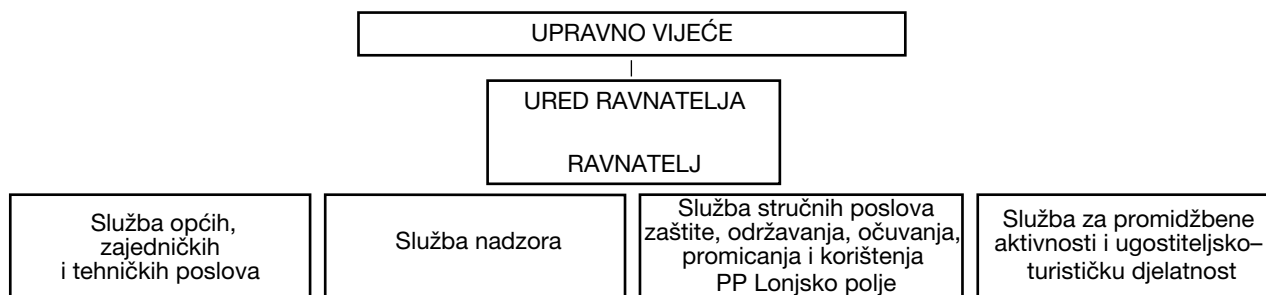 UPRAVNO VIJEĆE
URED RAVNATELJA
RAVNATELJ
Služba općih,
zajedničkih
i tehničkih poslova
Služba nadzora
Služba stručnih poslova
zaštite, održavanja, očuvanja,
promicanja i korištenja
PP Lonjsko polje
Služba za promidžbene
aktivnosti i ugostiteljsko–
turističku djelatnost